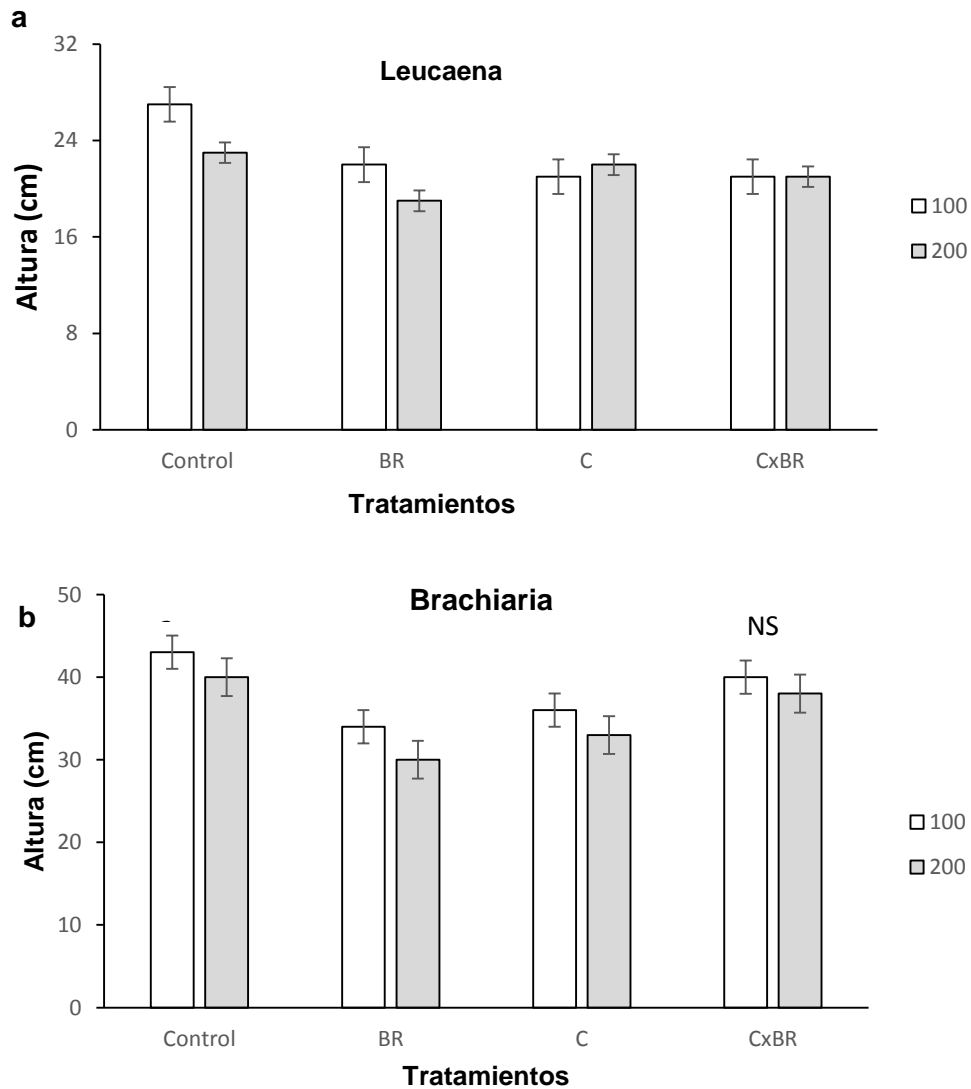 a
Leucaena
32
24
16
8
0
Altura (cm)
Control BR C CxBR
Tratamientos
100
200
b
Brachiaria
NS
50
40
30
20
10
0
Altura (cm)
Control BR C CxBR
Tratamientos
100
200